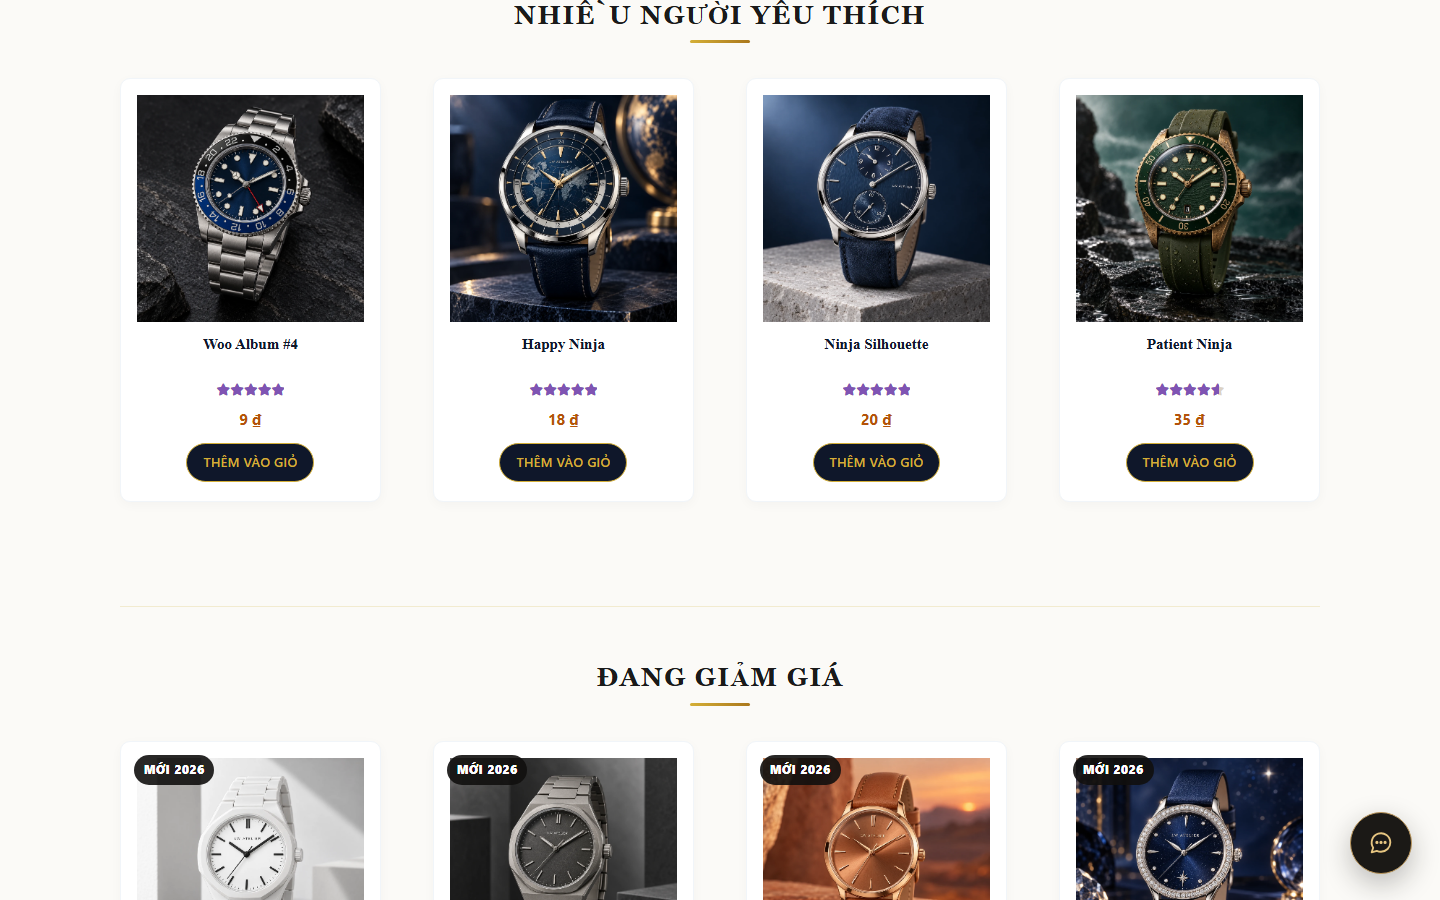 NHIỀU NGƯỜI YÊU THÍCH
Woo Album #4
9 ₫
THÊM VÀO GIỎ
Happy Ninja
18 ₫
THÊM VÀO GIỎ
Ninja Silhouette
20 ₫
THÊM VÀO GIỎ
Patient Ninja
35 ₫
THÊM VÀO GIỎ
ĐANG GIẢM GIÁ
MỚI 2026
MỚI 2026
MỚI 2026
MỚI 2026